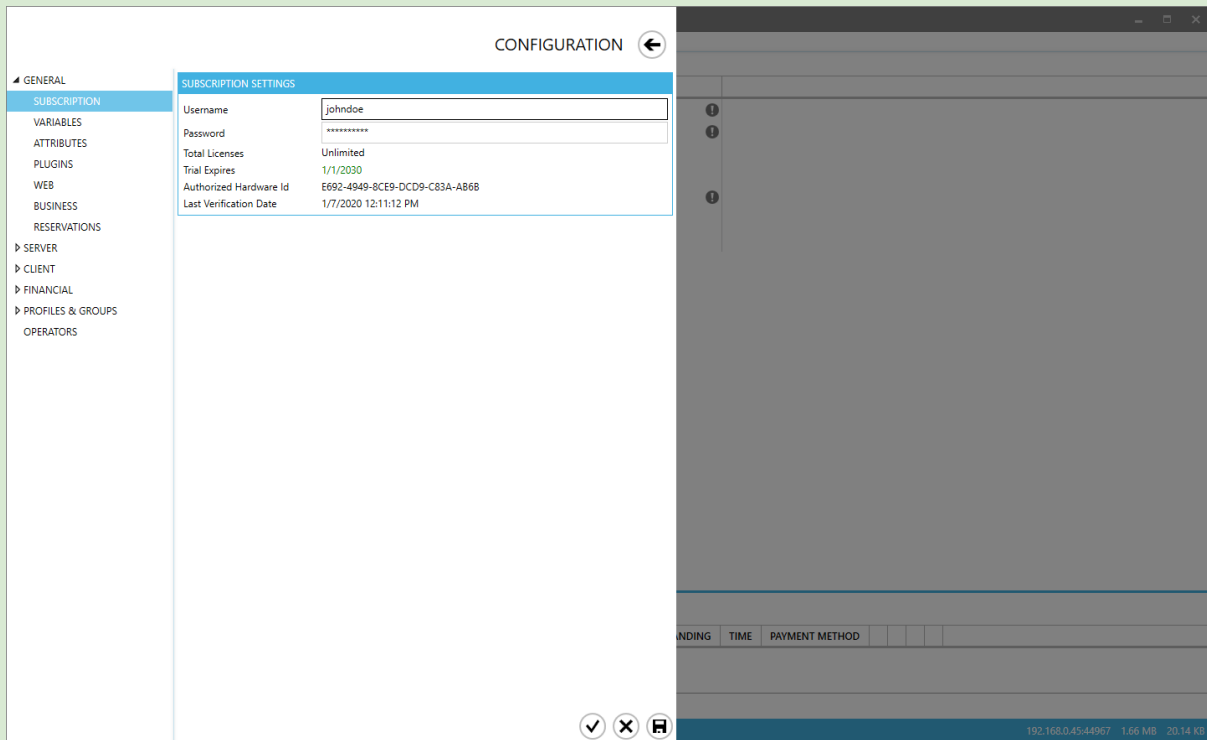 CONFIGURATION
GENERAL
SUBSCRIPTION
VARIABLES
ATTRIBUTES
PLUGINS
WEB
BUSINESS
RESERVATIONS
SERVER
CLIENT
FINANCIAL
PROFILES & GROUPS
OPERATORS
SUBSCRIPTION SETTINGS
Username johndoe
Password **********
Total Licenses Unlimited
Trial Expires 1/1/2030
Authorized Hardware Id E692-4949-8CE9-DCD9-C83A-AB6B
Last Verification Date 1/7/2020 12:11:12 PM
ANDING TIME PAYMENT METHOD
192.168.0.45:44967 1.66 MB 20.14 KB